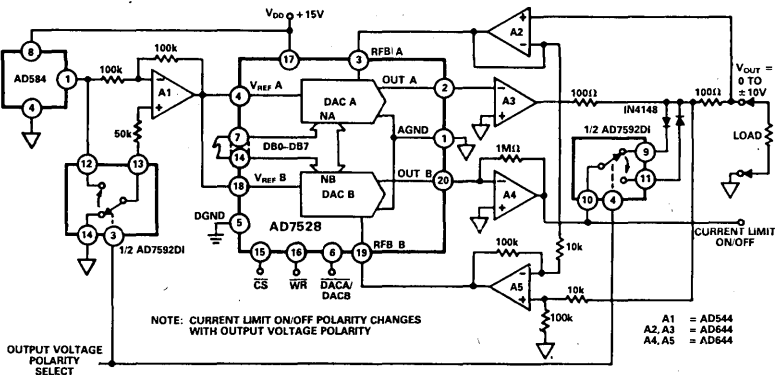 V_DD +15V
8
AD584
1
4
100k
100k
A1
50k
12
13
14
3
1/2 AD7592DI
17
3
RFB A
4
V_REF A
DAC A
OUT A
2
NA
7
DB0–DB7
14
AGND
1
18
V_REF B
NB
DAC B
OUT B
20
DGND
5
AD7528
RFB B
15
16
6
19
CS
WR
DACA/
DACB
A2
A3
100Ω
IN4148
100Ω
V_OUT =
0 TO
±10V
LOAD
1MΩ
A4
1/2 AD7592DI
9
11
10
4
CURRENT LIMIT
ON/OFF
10k
100k
A5
10k
100k
NOTE: CURRENT LIMIT ON/OFF POLARITY CHANGES
WITH OUTPUT VOLTAGE POLARITY
A1 = AD544
A2, A3 = AD644
A4, A5 = AD644
OUTPUT VOLTAGE
POLARITY
SELECT